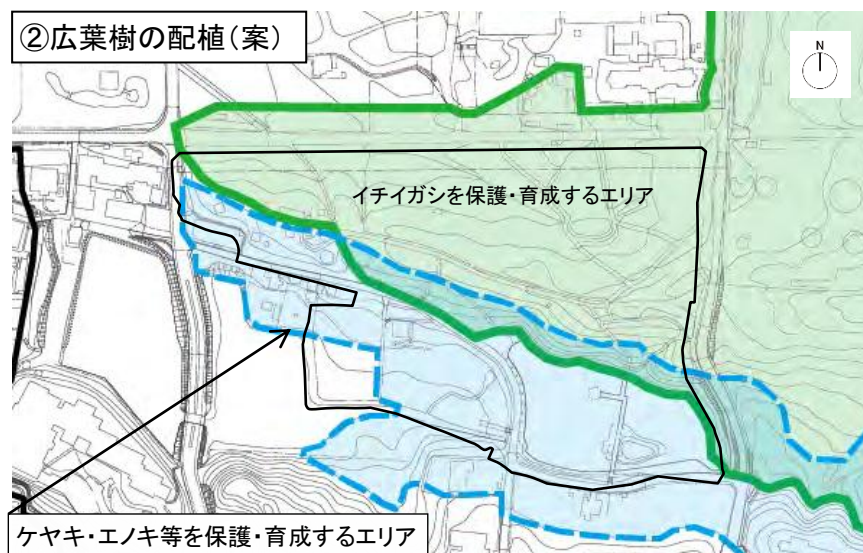 ②広葉樹の配植(案)
N
イチイガシを保護・育成するエリア
ケヤキ・エノキ等を保護・育成するエリア